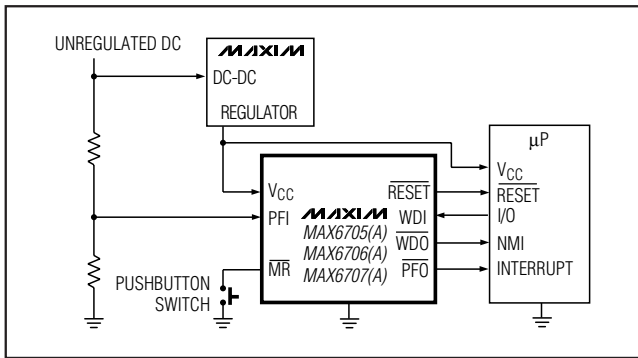 UNREGULATED DC
MAXIM
DC-DC
REGULATOR
µP
VCC
RESET
I/O
NMI
INTERRUPT
VCC
PFI
MR
MAXIM
MAX6705(A)
MAX6706(A)
MAX6707(A)
RESET
WDI
WDO
PFO
PUSHBUTTON
SWITCH